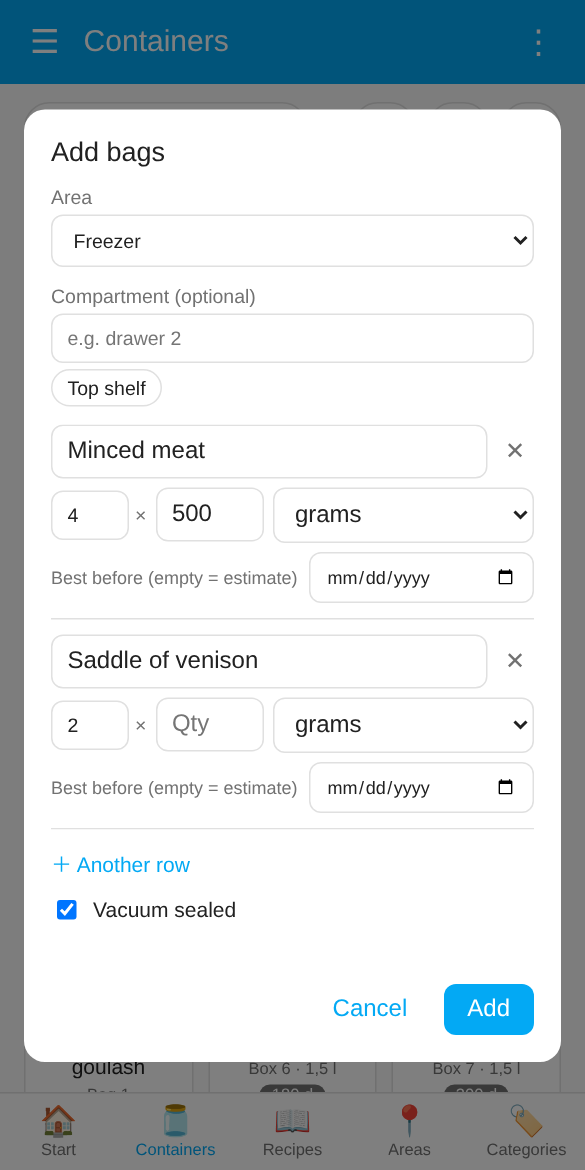 ☰ Containers ⋮
Add bags
Area
Freezer
Compartment (optional)
e.g. drawer 2
Top shelf
Minced meat ✕
4 × 500 grams
Best before (empty = estimate) mm/dd/yyyy
Saddle of venison ✕
2 × Qty grams
Best before (empty = estimate) mm/dd/yyyy
+ Another row
Vacuum sealed
Cancel Add
goulash Box 6 · 1,5 l Box 7 · 1,5 l
Start Containers Recipes Areas Categories